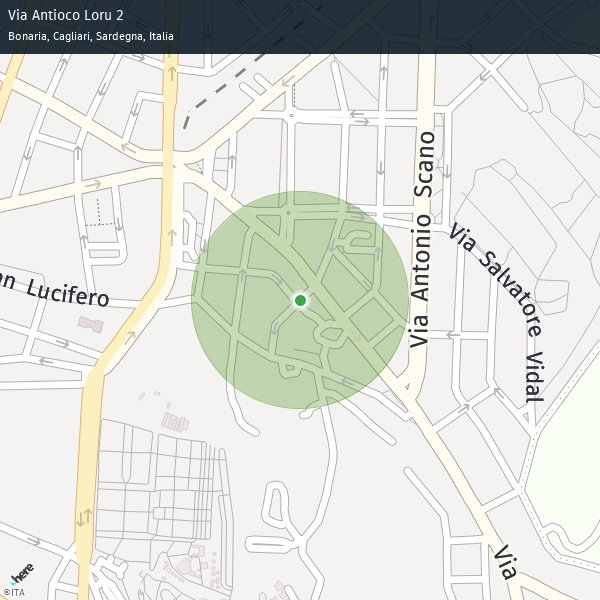 Via Antioco Loru 2
Bonaria, Cagliari, Sardegna, Italia
Via Antonio Scano
Via Salvatore Vidal
an Lucifero
Via
here
©ITA